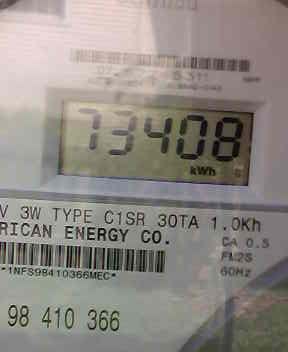 73408
kWh
V 3W TYPE C1SR 30TA 1.0Kh
RICAN ENERGY CO.
CA 0.5
FM2S
60Hz
*1NFS98410366MEC*
98 410 366